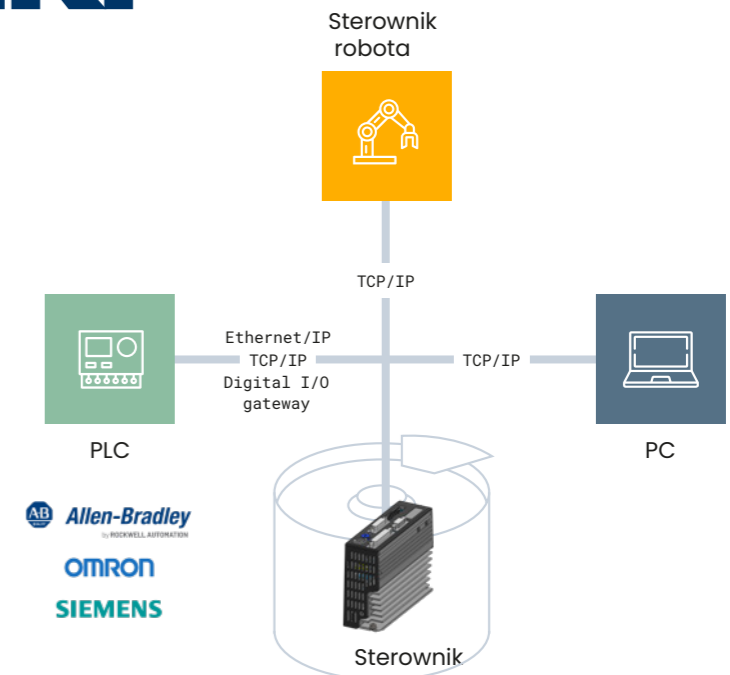 Sterownik
robota
TCP/IP
Ethernet/IP
TCP/IP
Digital I/O
gateway
TCP/IP
PLC
PC
AB
Allen-Bradley
by ROCKWELL AUTOMATION
OMRON
SIEMENS
Sterownik